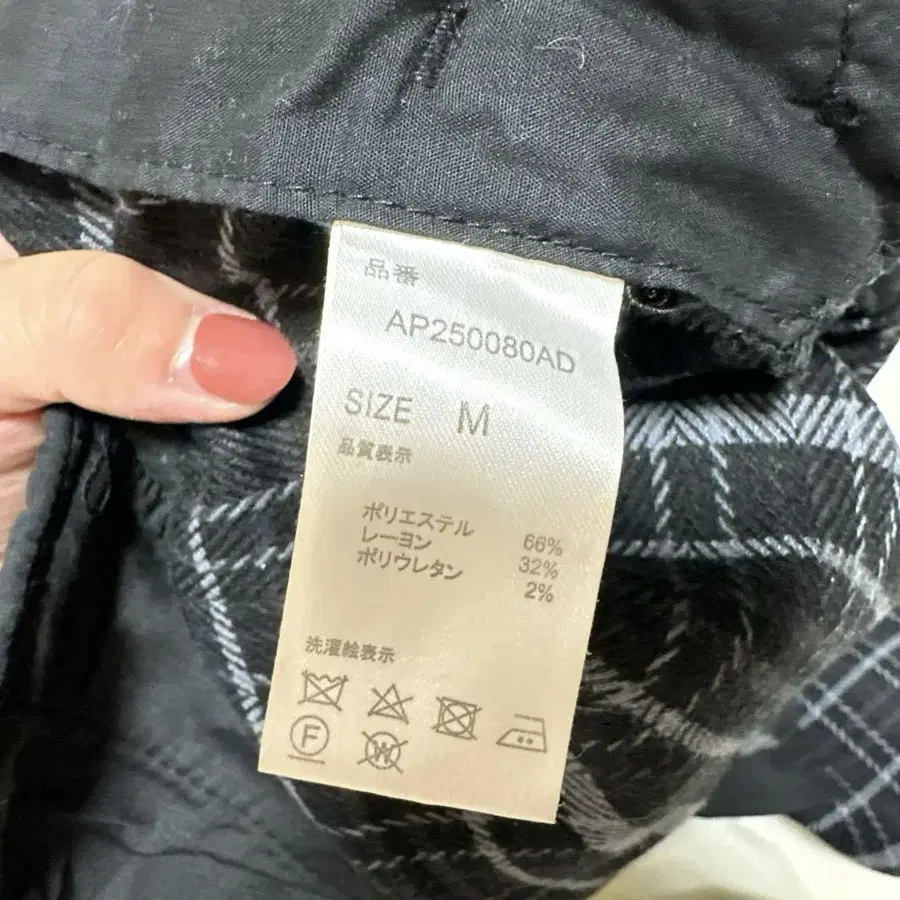 品番
AP250080AD
SIZE M
品質表示
ポリエステル 66%
レーヨン 32%
ポリウレタン 2%
洗濯絵表示
F W